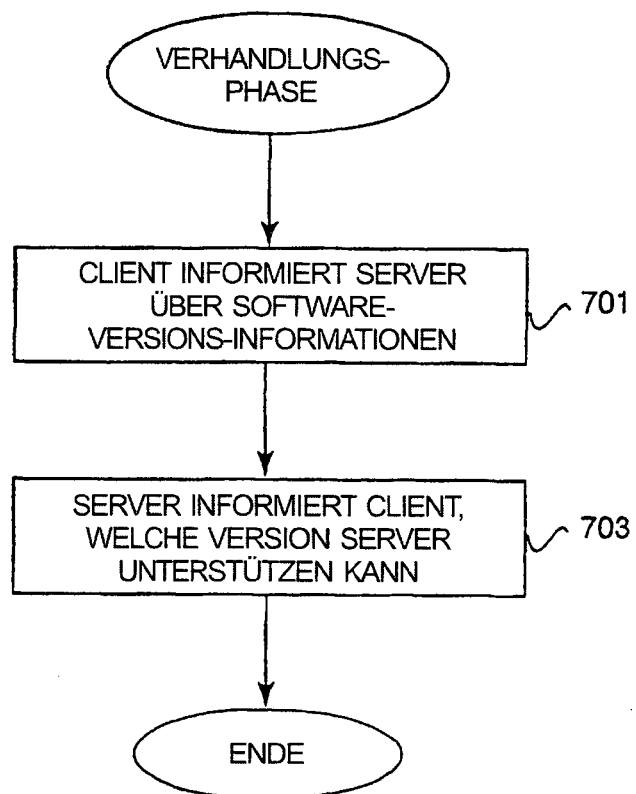 VERHANDLUNGS-
PHASE
CLIENT INFORMIERT SERVER
ÜBER SOFTWARE-
VERSIONS-INFORMATIONEN
701
SERVER INFORMIERT CLIENT,
WELCHE VERSION SERVER
UNTERSTÜTZEN KANN
703
ENDE